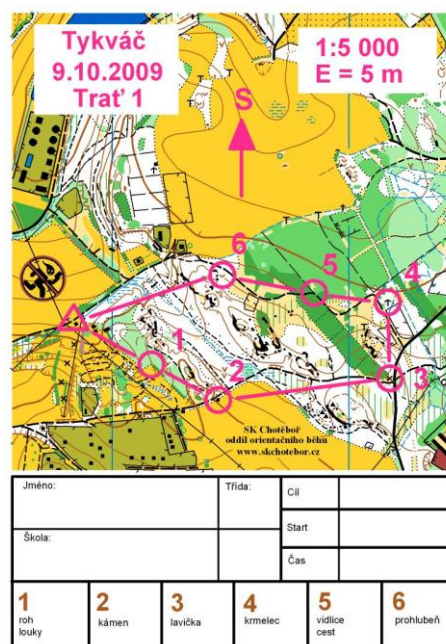 Tykváč
9.10.2009
Trať 1
1:5 000
E = 5 m
S
6
5
4
1
2
3
SK Chotěboř
oddíl orientačního běhu
www.skchotebor.cz
Jméno:
Třída:
Cíl
Start
Škola:
Čas
1
roh
louky
2
kámen
3
lavička
4
krmelec
5
vidlice
cest
6
prohlubeň